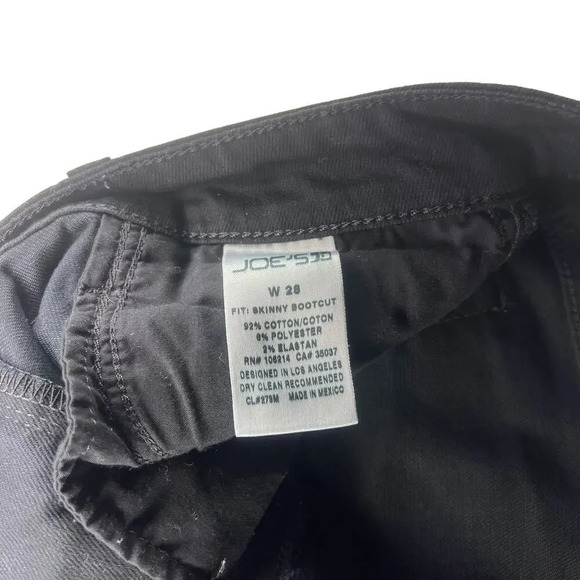 JOE'S
W 28
FIT: SKINNY BOOTCUT
92% COTTON/COTON
6% POLYESTER
2% ELASTAN
RN# 106214 CA# 35037
DESIGNED IN LOS ANGELES
DRY CLEAN RECOMMENDED
CL#278M MADE IN MEXICO